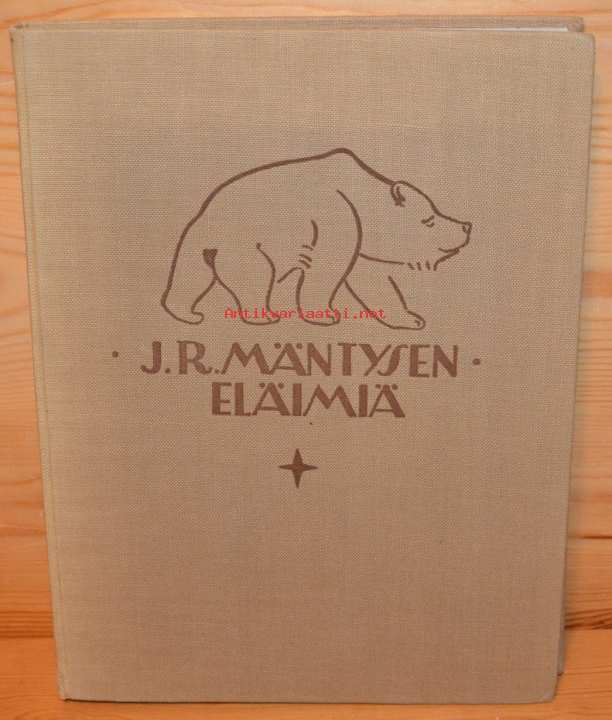 Antikvariaatti.net
· J.R. MÄNTYSEN ·
ELÄIMIÄ